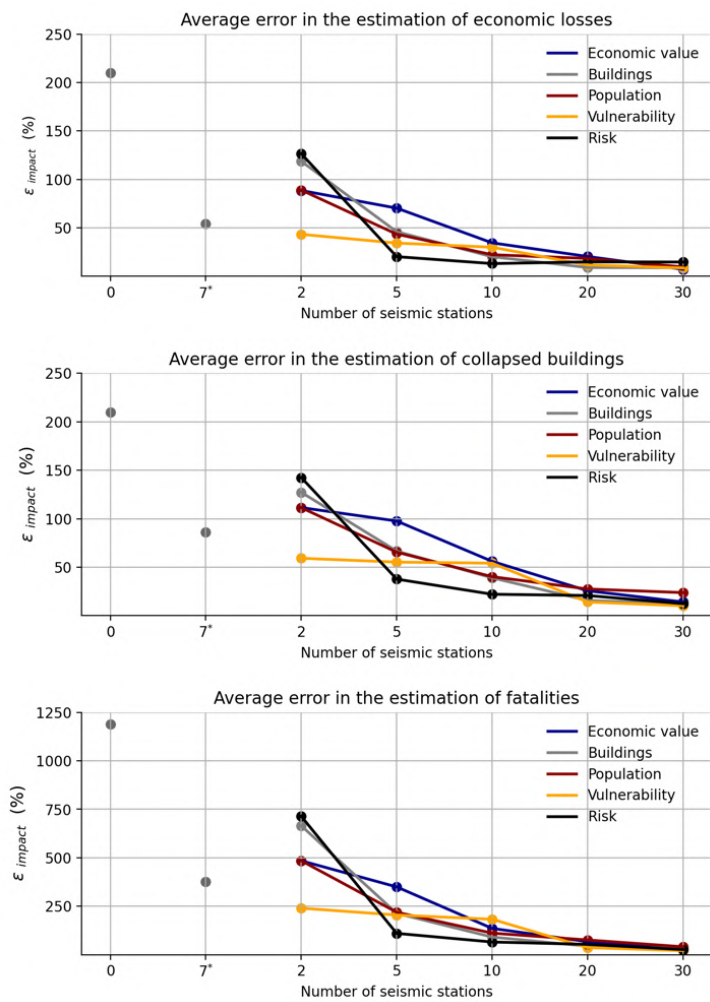 Average error in the estimation of economic losses
250
200
150
100
50
ε impact (%)
Economic value
Buildings
Population
Vulnerability
Risk
0 7* 2 5 10 20 30
Number of seismic stations
Average error in the estimation of collapsed buildings
250
200
150
100
50
ε impact (%)
Economic value
Buildings
Population
Vulnerability
Risk
0 7* 2 5 10 20 30
Number of seismic stations
Average error in the estimation of fatalities
1250
1000
750
500
250
ε impact (%)
Economic value
Buildings
Population
Vulnerability
Risk
0 7* 2 5 10 20 30
Number of seismic stations